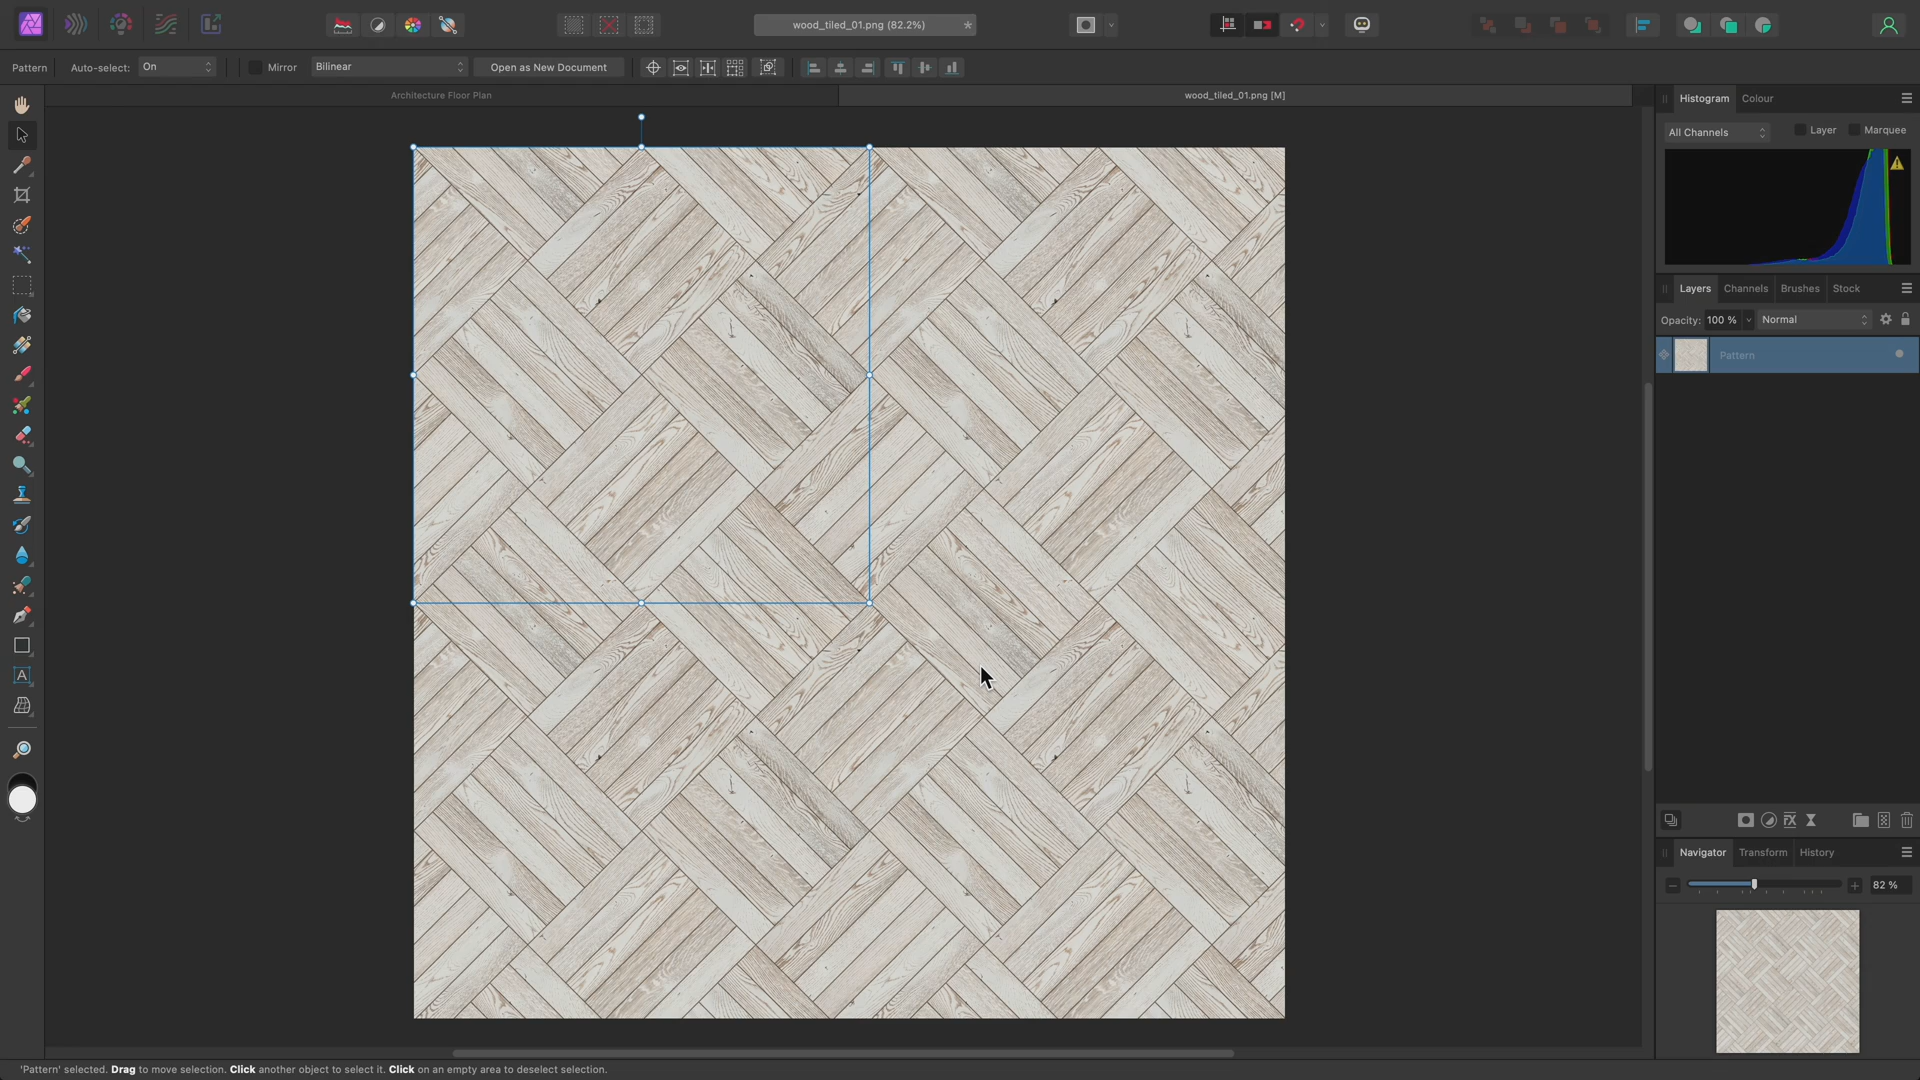 wood_tiled_01.png (82.2%)
*
Pattern
Auto-select:
On
Mirror
Bilinear
Open as New Document
Architecture Floor Plan
wood_tiled_01.png [M]
Histogram
Colour
All Channels
Layer
Marquee
Layers
Channels
Brushes
Stock
Opacity:
100 %
Normal
Pattern
Navigator
Transform
History
82 %
'Pattern' selected. Drag to move selection. Click another object to select it. Click on an empty area to deselect selection.